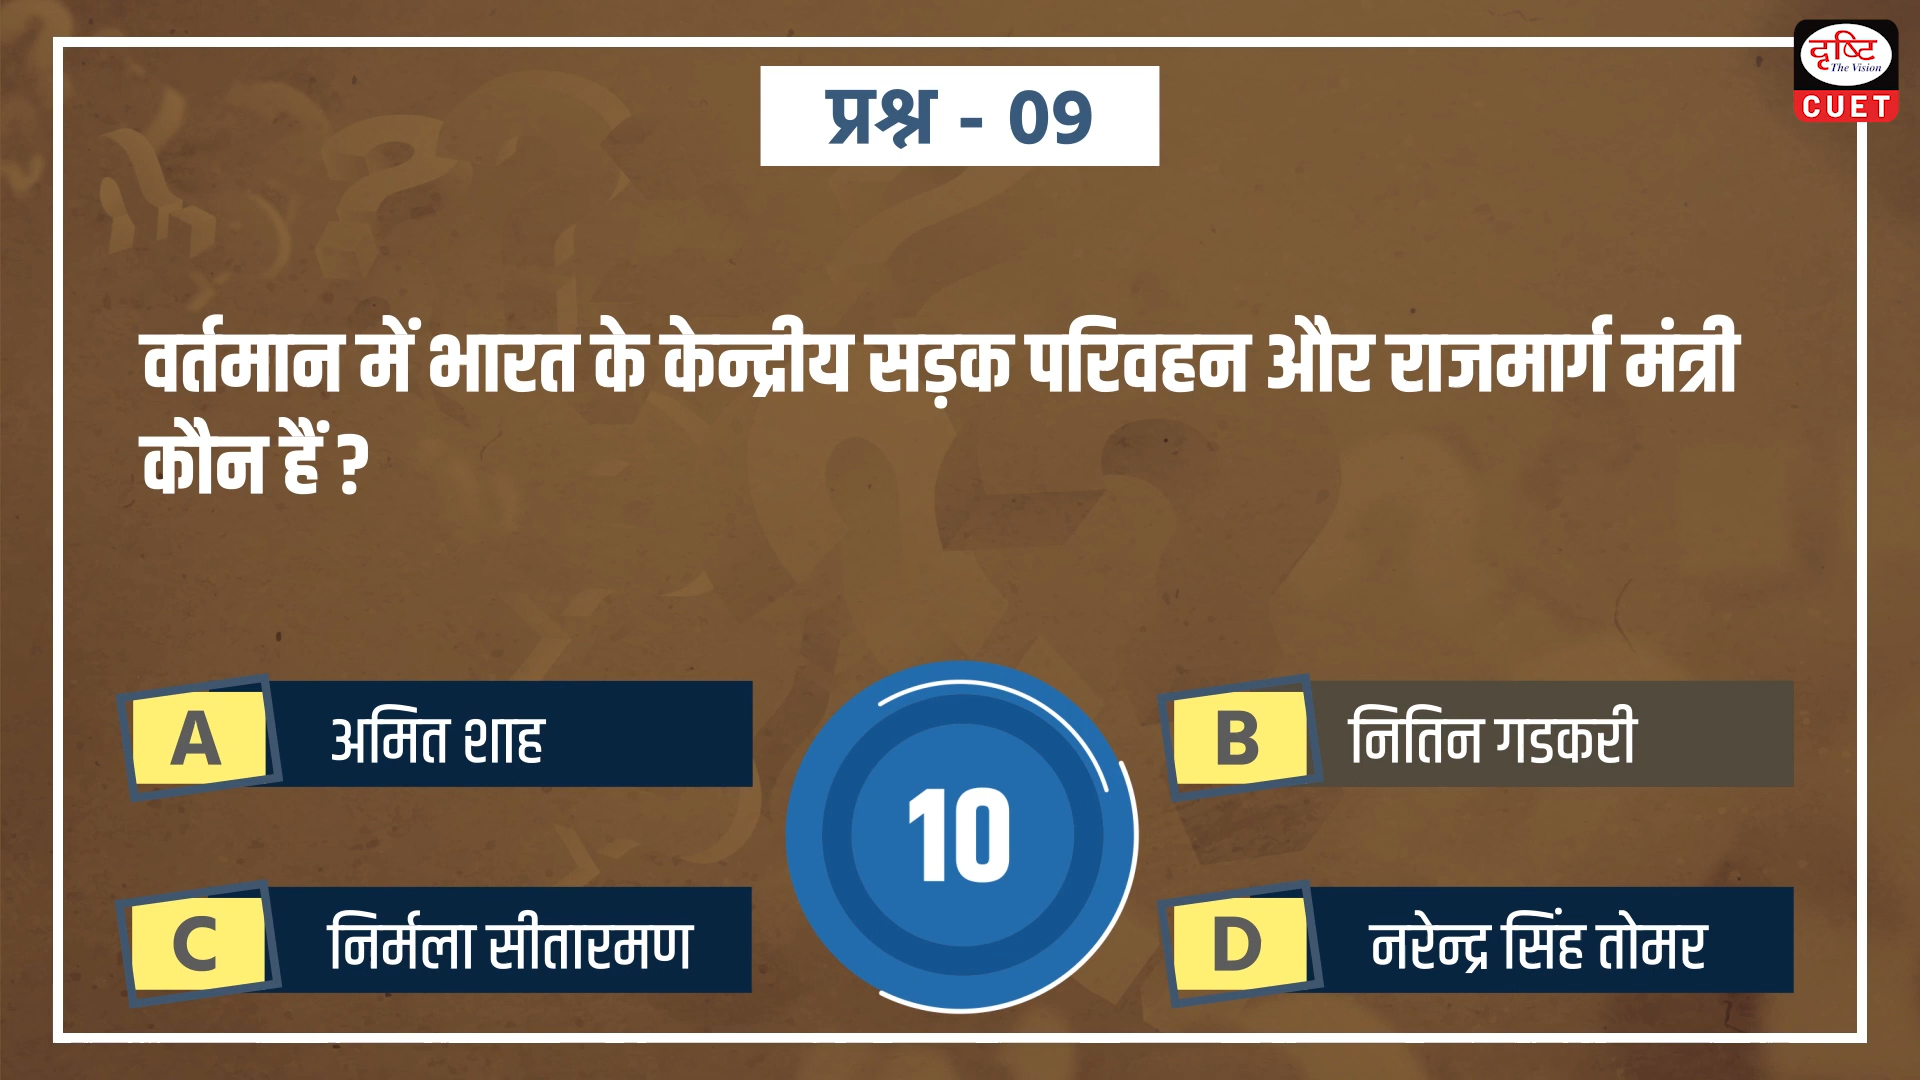 दृष्टि
The Vision
CUET
प्रश्न - 09
वर्तमान में भारत के केन्द्रीय सड़क परिवहन और राजमार्ग मंत्री
कौन हैं ?
A अमित शाह
B नितिन गडकरी
10
C निर्मला सीतारमण
D नरेन्द्र सिंह तोमर